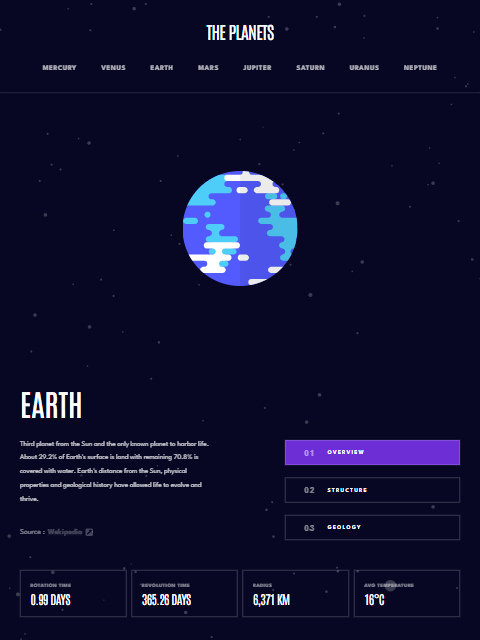 THE PLANETS
MERCURY VENUS EARTH MARS JUPITER SATURN URANUS NEPTUNE
EARTH
Third planet from the Sun and the only known planet to harbor life.
About 29.2% of Earth's surface is land with remaining 70.8% is
covered with water. Earth's distance from the Sun, physical
properties and geological history have allowed life to evolve and
thrive.
Source : Wikipedia
01 OVERVIEW
02 STRUCTURE
03 GEOLOGY
ROTATION TIME
0.99 DAYS
REVOLUTION TIME
365.26 DAYS
RADIUS
6,371 KM
AVG TEMPERATURE
16°C